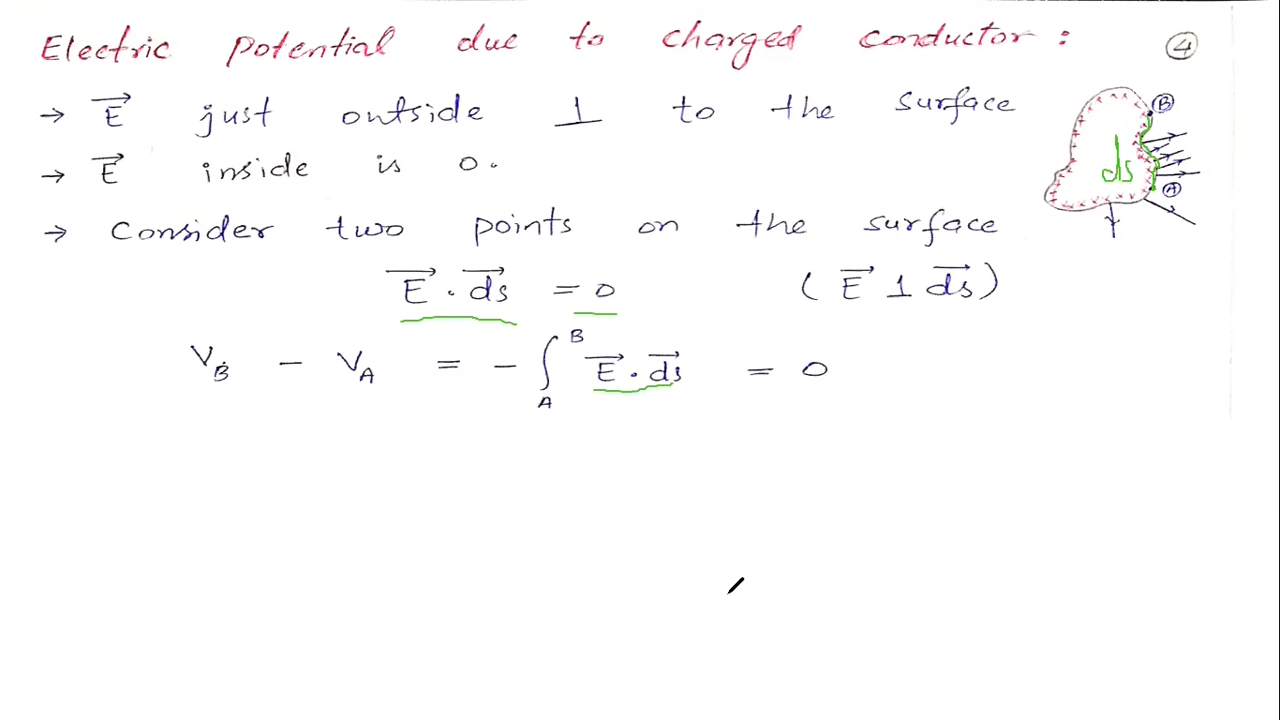 Electric potential due to charged conductor : ④
→ E⃗ just outside ⊥ to the surface
→ E⃗ inside is 0.
→ Consider two points on the surface
E⃗ · ds⃗ = 0 ( E⃗ ⊥ ds⃗ )
V_B - V_A = - ∫_A^B E⃗ · ds⃗ = 0
Ⓑ
ds
Ⓐ